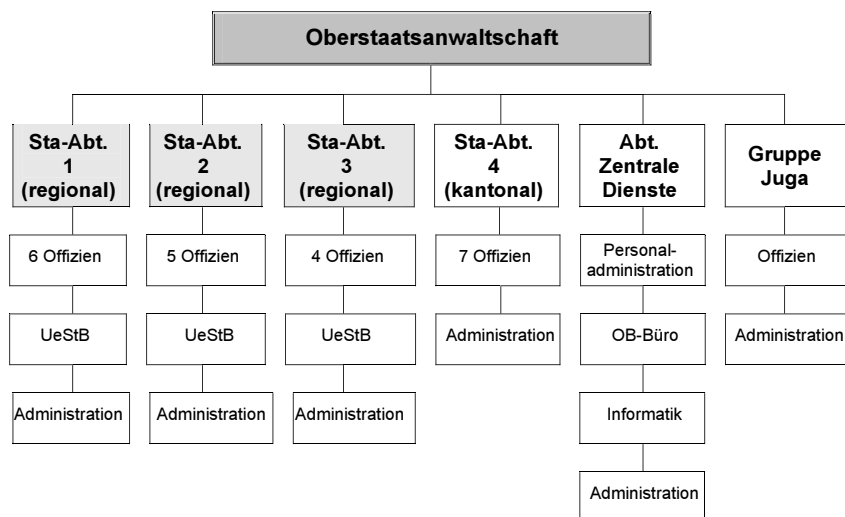 Oberstaatsanwaltschaft
Sta-Abt.
1
(regional)
Sta-Abt.
2
(regional)
Sta-Abt.
3
(regional)
Sta-Abt.
4
(kantonal)
Abt.
Zentrale
Dienste
Gruppe
Juga
6 Offizien
5 Offizien
4 Offizien
7 Offizien
Personal-
administration
Offizien
UeStB
UeStB
UeStB
Administration
OB-Büro
Administration
Administration
Administration
Administration
Informatik
Administration